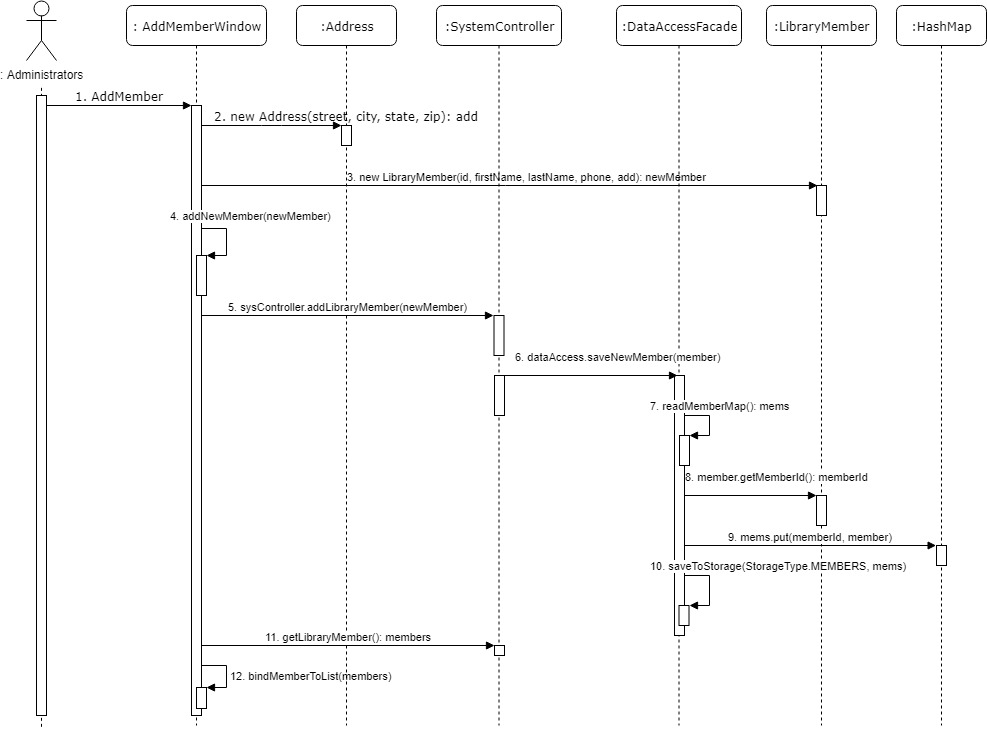 : AddMemberWindow
:Address
:SystemController
:DataAccessFacade
:LibraryMember
:HashMap
: Administrators
1. AddMember
2. new Address(street, city, state, zip): add
3. new LibraryMember(id, firstName, lastName, phone, add): newMember
4. addNewMember(newMember)
5. sysController.addLibraryMember(newMember)
6. dataAccess.saveNewMember(member)
7. readMemberMap(): mems
8. member.getMemberId(): memberId
9. mems.put(memberId, member)
10. saveToStorage(StorageType.MEMBERS, mems)
11. getLibraryMember(): members
12. bindMemberToList(members)